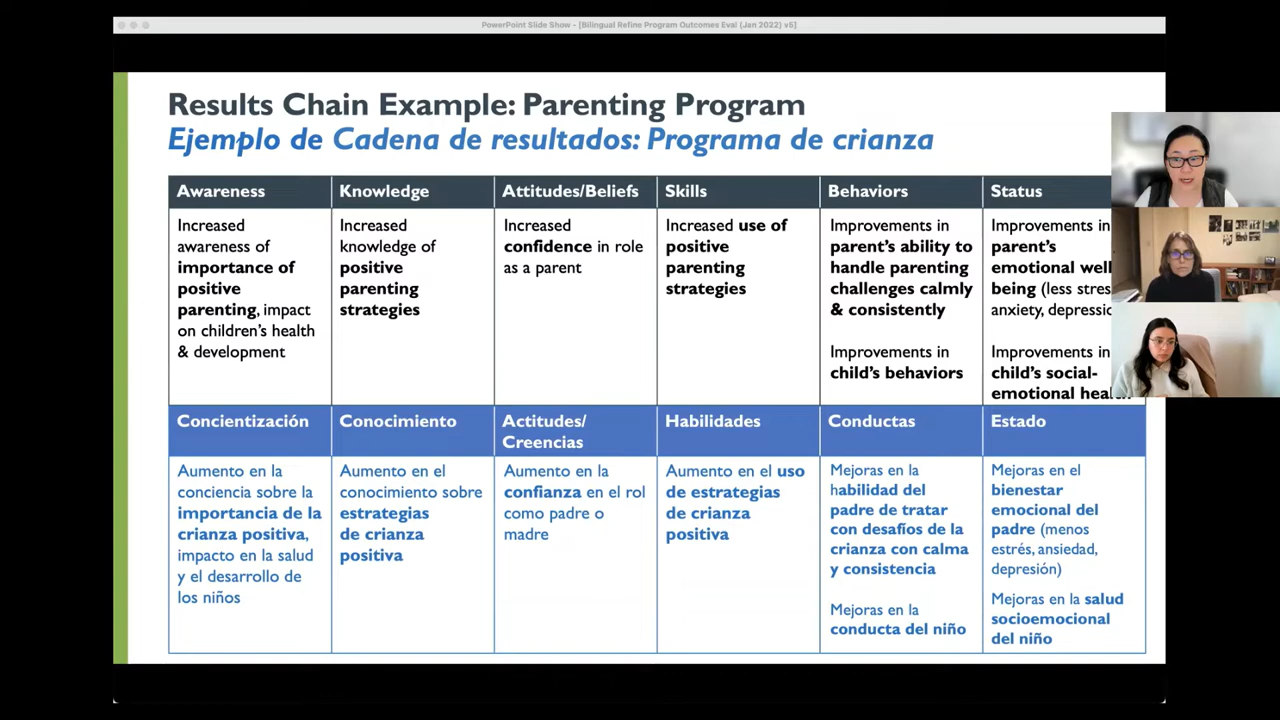 PowerPoint Slide Show - [Bilingual Refine Program Outcomes Eval (Jan 2022) v5]
Results Chain Example: Parenting Program
Ejemplo de Cadena de resultados: Programa de crianza
Awareness
Knowledge
Attitudes/Beliefs
Skills
Behaviors
Status
Increased
awareness of
importance of
positive
parenting, impact
on children's health
& development
Increased
knowledge of
positive
parenting
strategies
Increased
confidence in role
as a parent
Increased use of
positive
parenting
strategies
Improvements in
parent's ability to
handle parenting
challenges calmly
& consistently
Improvements in
child's behaviors
Improvements in
parent's
emotional well
being (less
anxiety,
Improvements in
child's social-
emotional
Concientización
Conocimiento
Actitudes/
Creencias
Habilidades
Conductas
Estado
Aumento en la
conciencia sobre la
importancia de la
crianza positiva,
impacto en la salud
y el desarrollo de
los niños
Aumento en el
conocimiento sobre
estrategias
de crianza
positiva
Aumento en la
confianza en el rol
como padre o
madre
Aumento en el uso
de estrategias
de crianza
positiva
Mejoras en la
habilidad del
padre de tratar
con desafíos de la
crianza con calma
y consistencia
Mejoras en la
conducta del niño
Mejoras en el
bienestar
emocional del
padre (menos
estrés, ansiedad,
depresión)
Mejoras en la salud
socioemocional
del niño